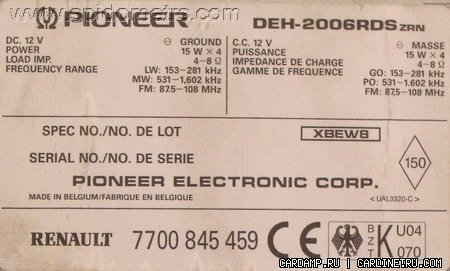 www.spidometrs.com
PIONEER DEH-2006RDS ZRN
DC. 12 V GROUND
POWER 15 W × 4
LOAD IMP. 4–8 Ω
FREQUENCY RANGE LW: 153–281 kHz
MW: 531–1,602 kHz
FM: 87.5–108 MHz
C.C. 12 V MASSE
PUISSANCE 15 W × 4
IMPEDANCE DE CHARGE 4–8 Ω
GAMME DE FREQUENCE GO: 153–281 kHz
PO: 531–1,602 kHz
FM: 87.5–108 MHz
SPEC NO./NO. DE LOT XBEW8
SERIAL NO./NO. DE SERIE
150
PIONEER ELECTRONIC CORP.
MADE IN BELGIUM/FABRIQUE EN BELGIQUE <UAL3320-C>
RENAULT 7700 845 459 CE BZT K U04 070
CARDAMP.RU / CARLINETRU.COM